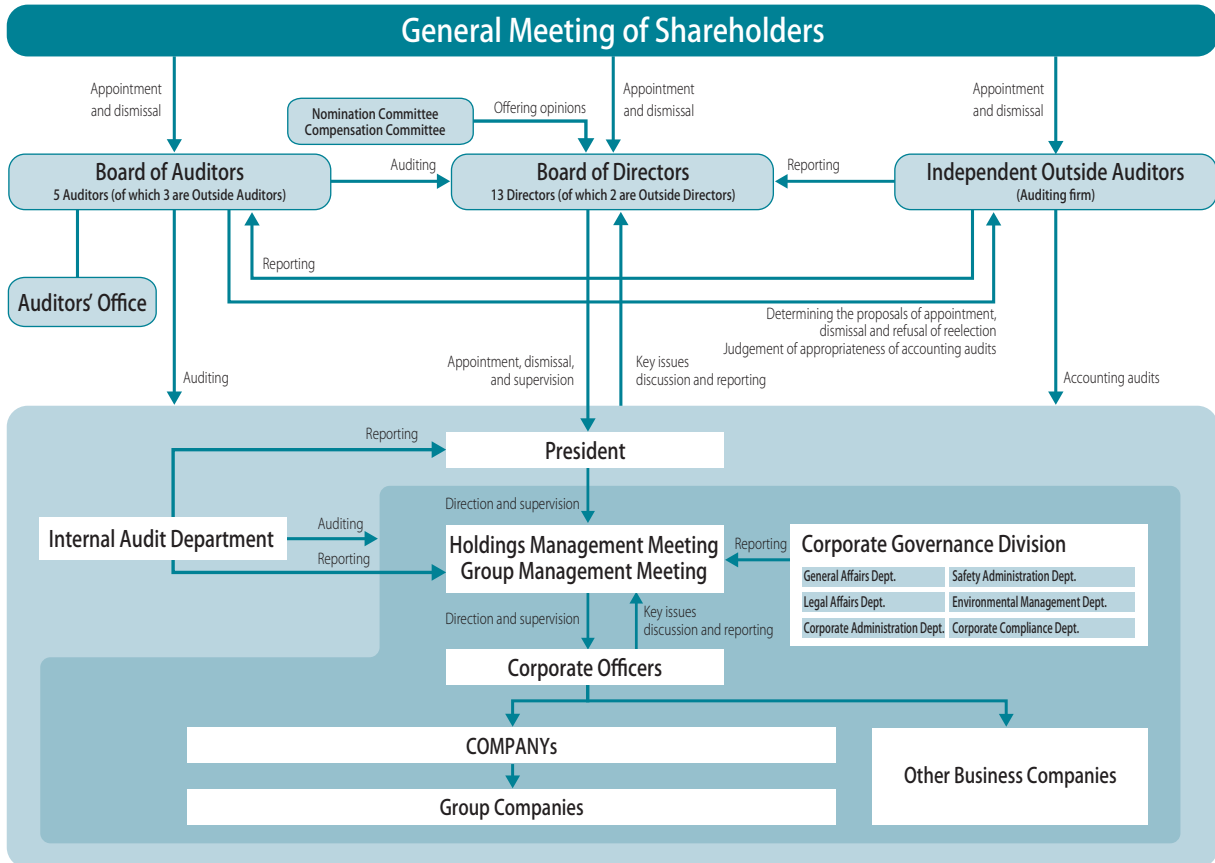 General Meeting of Shareholders
Appointment
and dismissal
Appointment
and dismissal
Appointment
and dismissal
Nomination Committee
Compensation Committee
Offering opinions
Board of Auditors
5 Auditors (of which 3 are Outside Auditors)
Auditing
Board of Directors
13 Directors (of which 2 are Outside Directors)
Reporting
Independent Outside Auditors
(Auditing firm)
Reporting
Auditors' Office
Determining the proposals of appointment,
dismissal and refusal of reelection
Judgement of appropriateness of accounting audits
Auditing
Appointment, dismissal,
and supervision
Key issues
discussion and reporting
Accounting audits
Reporting
President
Direction and supervision
Internal Audit Department
Auditing
Reporting
Holdings Management Meeting
Group Management Meeting
Reporting
Corporate Governance Division
General Affairs Dept.
Safety Administration Dept.
Legal Affairs Dept.
Environmental Management Dept.
Corporate Administration Dept.
Corporate Compliance Dept.
Direction and supervision
Key issues
discussion and reporting
Corporate Officers
COMPANYs
Group Companies
Other Business Companies